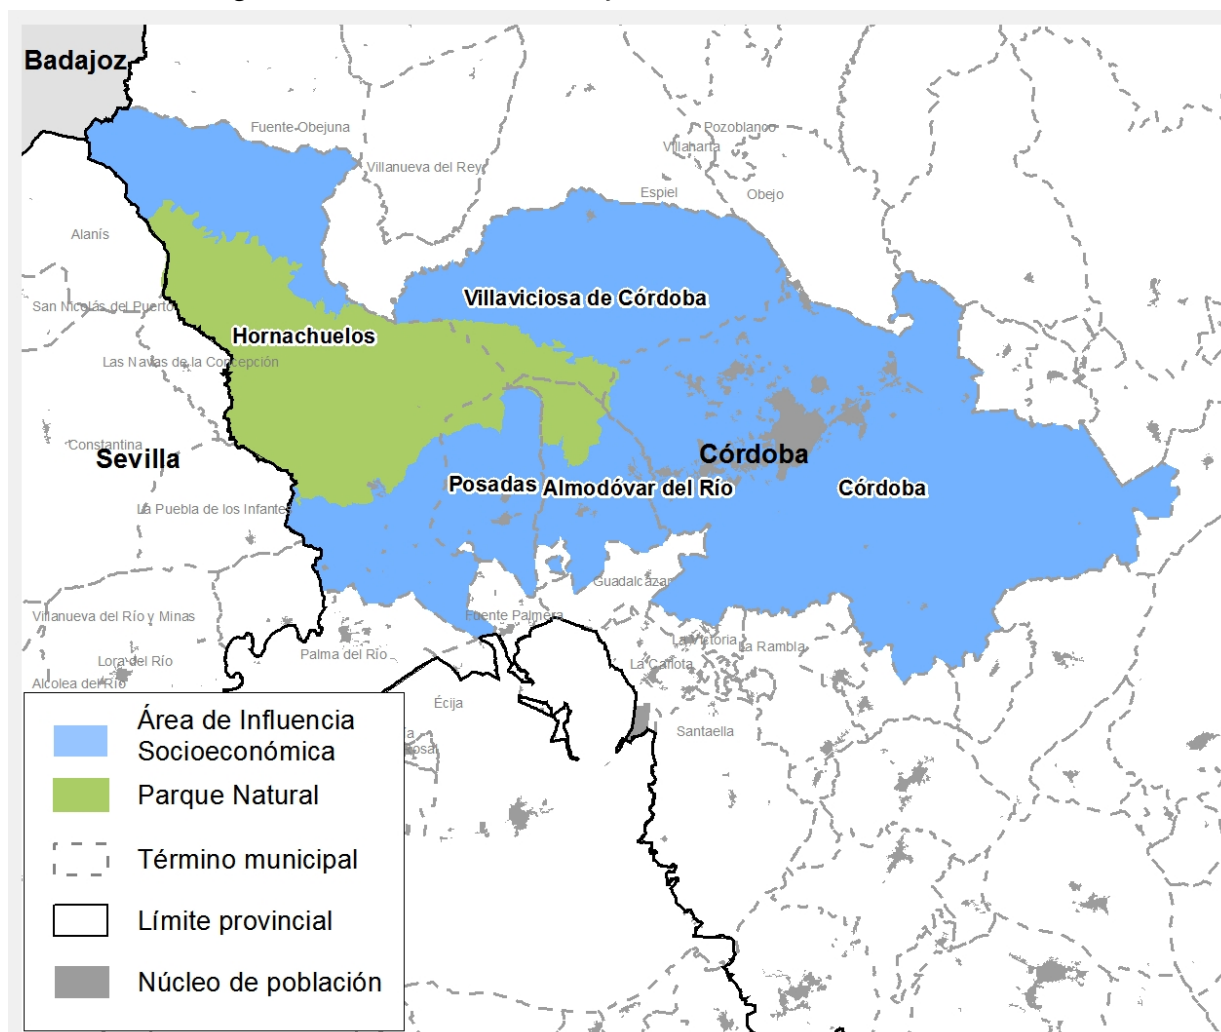 Badajoz
Fuente Obejuna
Pozoblanco
Villaharta
Villanueva del Rey
Espiel
Obejo
Alanís
Villaviciosa de Córdoba
San Nicolás del Puerto
Hornachuelos
Las Navas de la Concepción
Constantina
Sevilla
Córdoba
Posadas
Almodóvar del Río
Córdoba
La Puebla de los Infantes
Guadalcázar
Villanueva del Río y Minas
Fuente Palmera
La Victoria
La Rambla
Palma del Río
Lora del Río
La Carlota
Alcolea del Río
Écija
Santaella
Área de Influencia
Socioeconómica
Parque Natural
Término municipal
Límite provincial
Núcleo de población